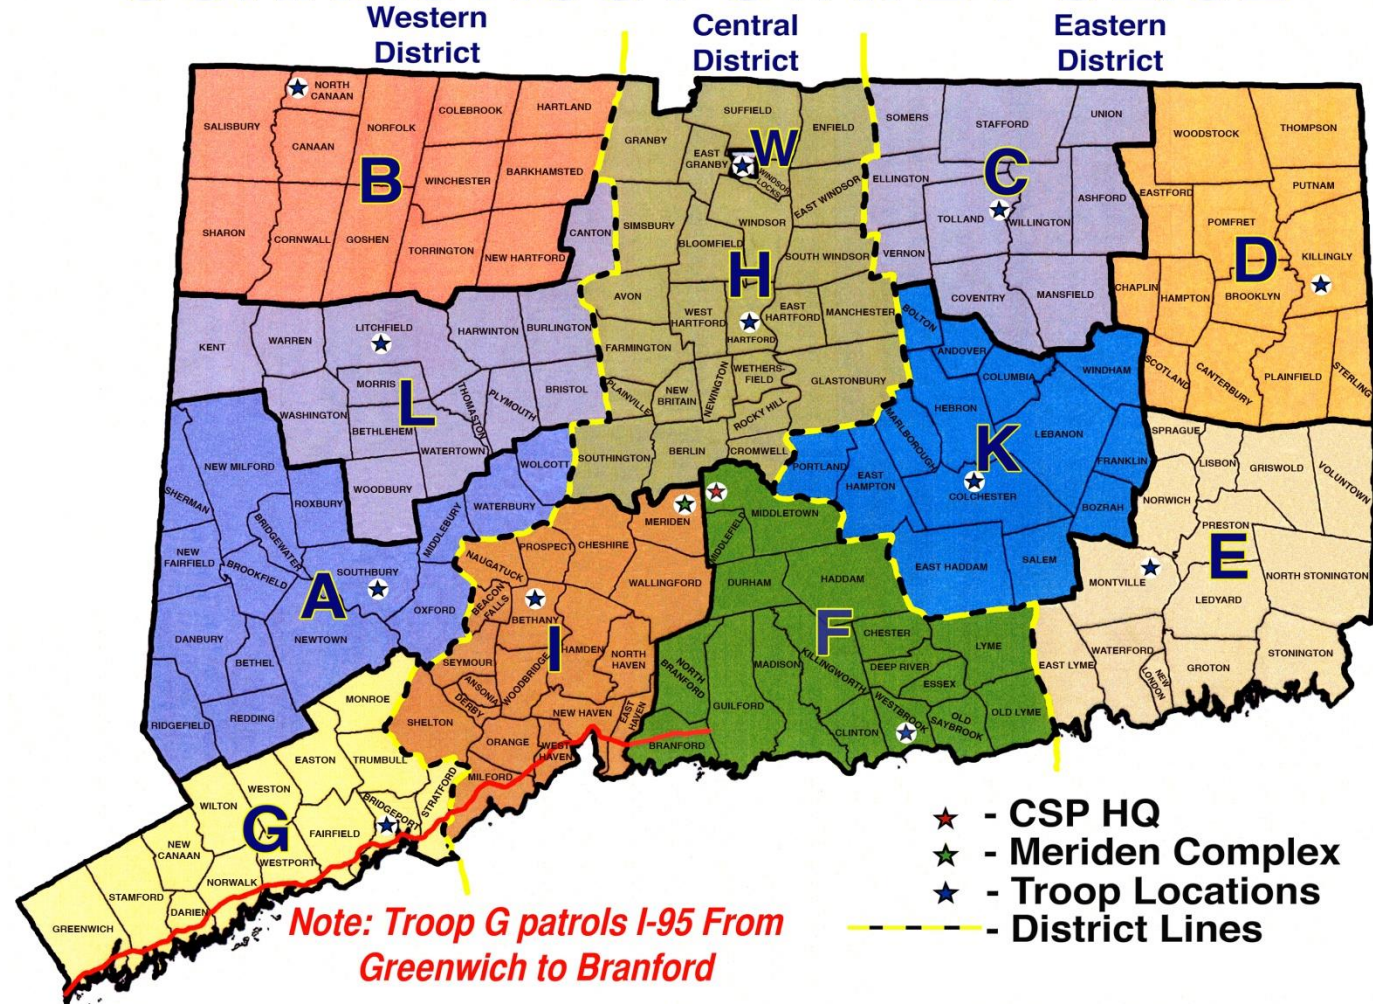 Western
District
Central
District
Eastern
District
NORTH
CANAAN
SALISBURY
CANAAN
NORFOLK
COLEBROOK
HARTLAND
WINCHESTER
BARKHAMSTED
B
SHARON
CORNWALL
GOSHEN
TORRINGTON
NEW HARTFORD
CANTON
KENT
WARREN
LITCHFIELD
HARWINTON
BURLINGTON
MORRIS
WASHINGTON
BETHLEHEM
L
THOMASTON
PLYMOUTH
BRISTOL
WATERTOWN
WOODBURY
NEW MILFORD
SHERMAN
ROXBURY
BRIDGEWATER
NEW
FAIRFIELD
BROOKFIELD
SOUTHBURY
MIDDLEBURY
WATERBURY
WOLCOTT
A
OXFORD
DANBURY
NEWTOWN
BETHEL
RIDGEFIELD
REDDING
SUFFIELD
ENFIELD
GRANBY
EAST
GRANBY
W
WINDSOR
LOCKS
EAST WINDSOR
SIMSBURY
WINDSOR
BLOOMFIELD
SOUTH WINDSOR
H
AVON
WEST
HARTFORD
HARTFORD
EAST
HARTFORD
MANCHESTER
FARMINGTON
PLAINVILLE
NEW
BRITAIN
NEWINGTON
WETHERS-
FIELD
GLASTONBURY
ROCKY HILL
SOUTHINGTON
BERLIN
CROMWELL
SOMERS
STAFFORD
UNION
ELLINGTON
C
TOLLAND
WILLINGTON
ASHFORD
VERNON
COVENTRY
MANSFIELD
WOODSTOCK
THOMPSON
EASTFORD
PUTNAM
POMFRET
D
KILLINGLY
CHAPLIN
HAMPTON
BROOKLYN
SCOTLAND
CANTERBURY
PLAINFIELD
STERLING
BOLTON
ANDOVER
COLUMBIA
WINDHAM
HEBRON
MARLBOROUGH
LEBANON
K
PORTLAND
EAST
HAMPTON
COLCHESTER
FRANKLIN
BOZRAH
EAST HADDAM
SALEM
SPRAGUE
LISBON
GRISWOLD
VOLUNTOWN
NORWICH
PRESTON
E
MONTVILLE
LEDYARD
NORTH STONINGTON
EAST LYME
WATERFORD
NEW
LONDON
GROTON
STONINGTON
MERIDEN
NAUGATUCK
PROSPECT
CHESHIRE
WALLINGFORD
BEACON
FALLS
BETHANY
I
HAMDEN
NORTH
HAVEN
SEYMOUR
WOODBRIDGE
ANSONIA
DERBY
SHELTON
NEW HAVEN
EAST
HAVEN
ORANGE
WEST
HAVEN
MILFORD
MIDDLETOWN
MIDDLEFIELD
DURHAM
HADDAM
F
NORTH
BRANFORD
MADISON
KILLINGWORTH
CHESTER
DEEP RIVER
ESSEX
LYME
GUILFORD
BRANFORD
CLINTON
WESTBROOK
OLD
SAYBROOK
OLD LYME
MONROE
EASTON
TRUMBULL
WESTON
WILTON
BRIDGEPORT
STRATFORD
G
FAIRFIELD
NEW
CANAAN
WESTPORT
NORWALK
STAMFORD
DARIEN
GREENWICH
- CSP HQ
- Meriden Complex
- Troop Locations
- District Lines
Note: Troop G patrols I-95 From
Greenwich to Branford